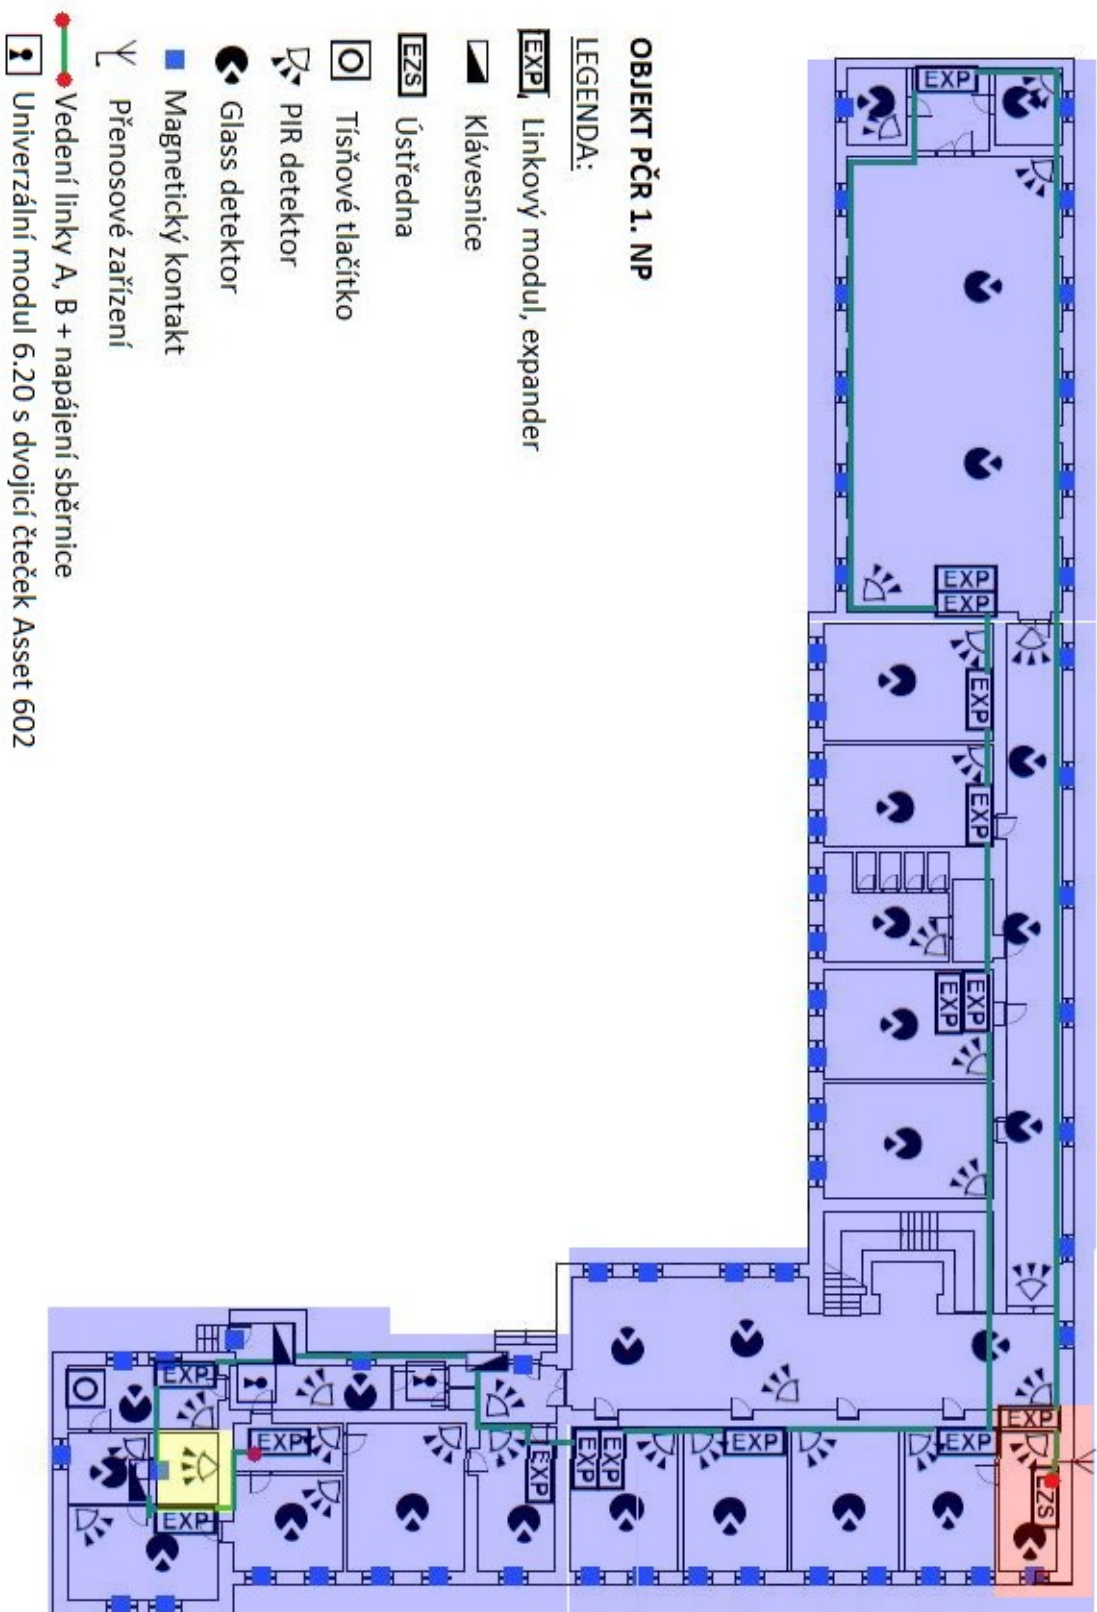 OBJEKT PČR 1. NP
LEGENDA:
EXP Linkový modul, expander
Klávesnice
EZS Ústředna
Tísňové tlačítko
PIR detektor
Glass detektor
Magnetický kontakt
Přenosové zařízení
Vedení linky A, B + napájení sběrnice
Univerzální modul 6.20 s dvojicí čteček Asset 602
EXP
EXP
EXP
EXP
EXP
EXP
EXP
EXP
EZS
EXP
EXP
EXP
EXP
EXP
EXP
EXP
EXP